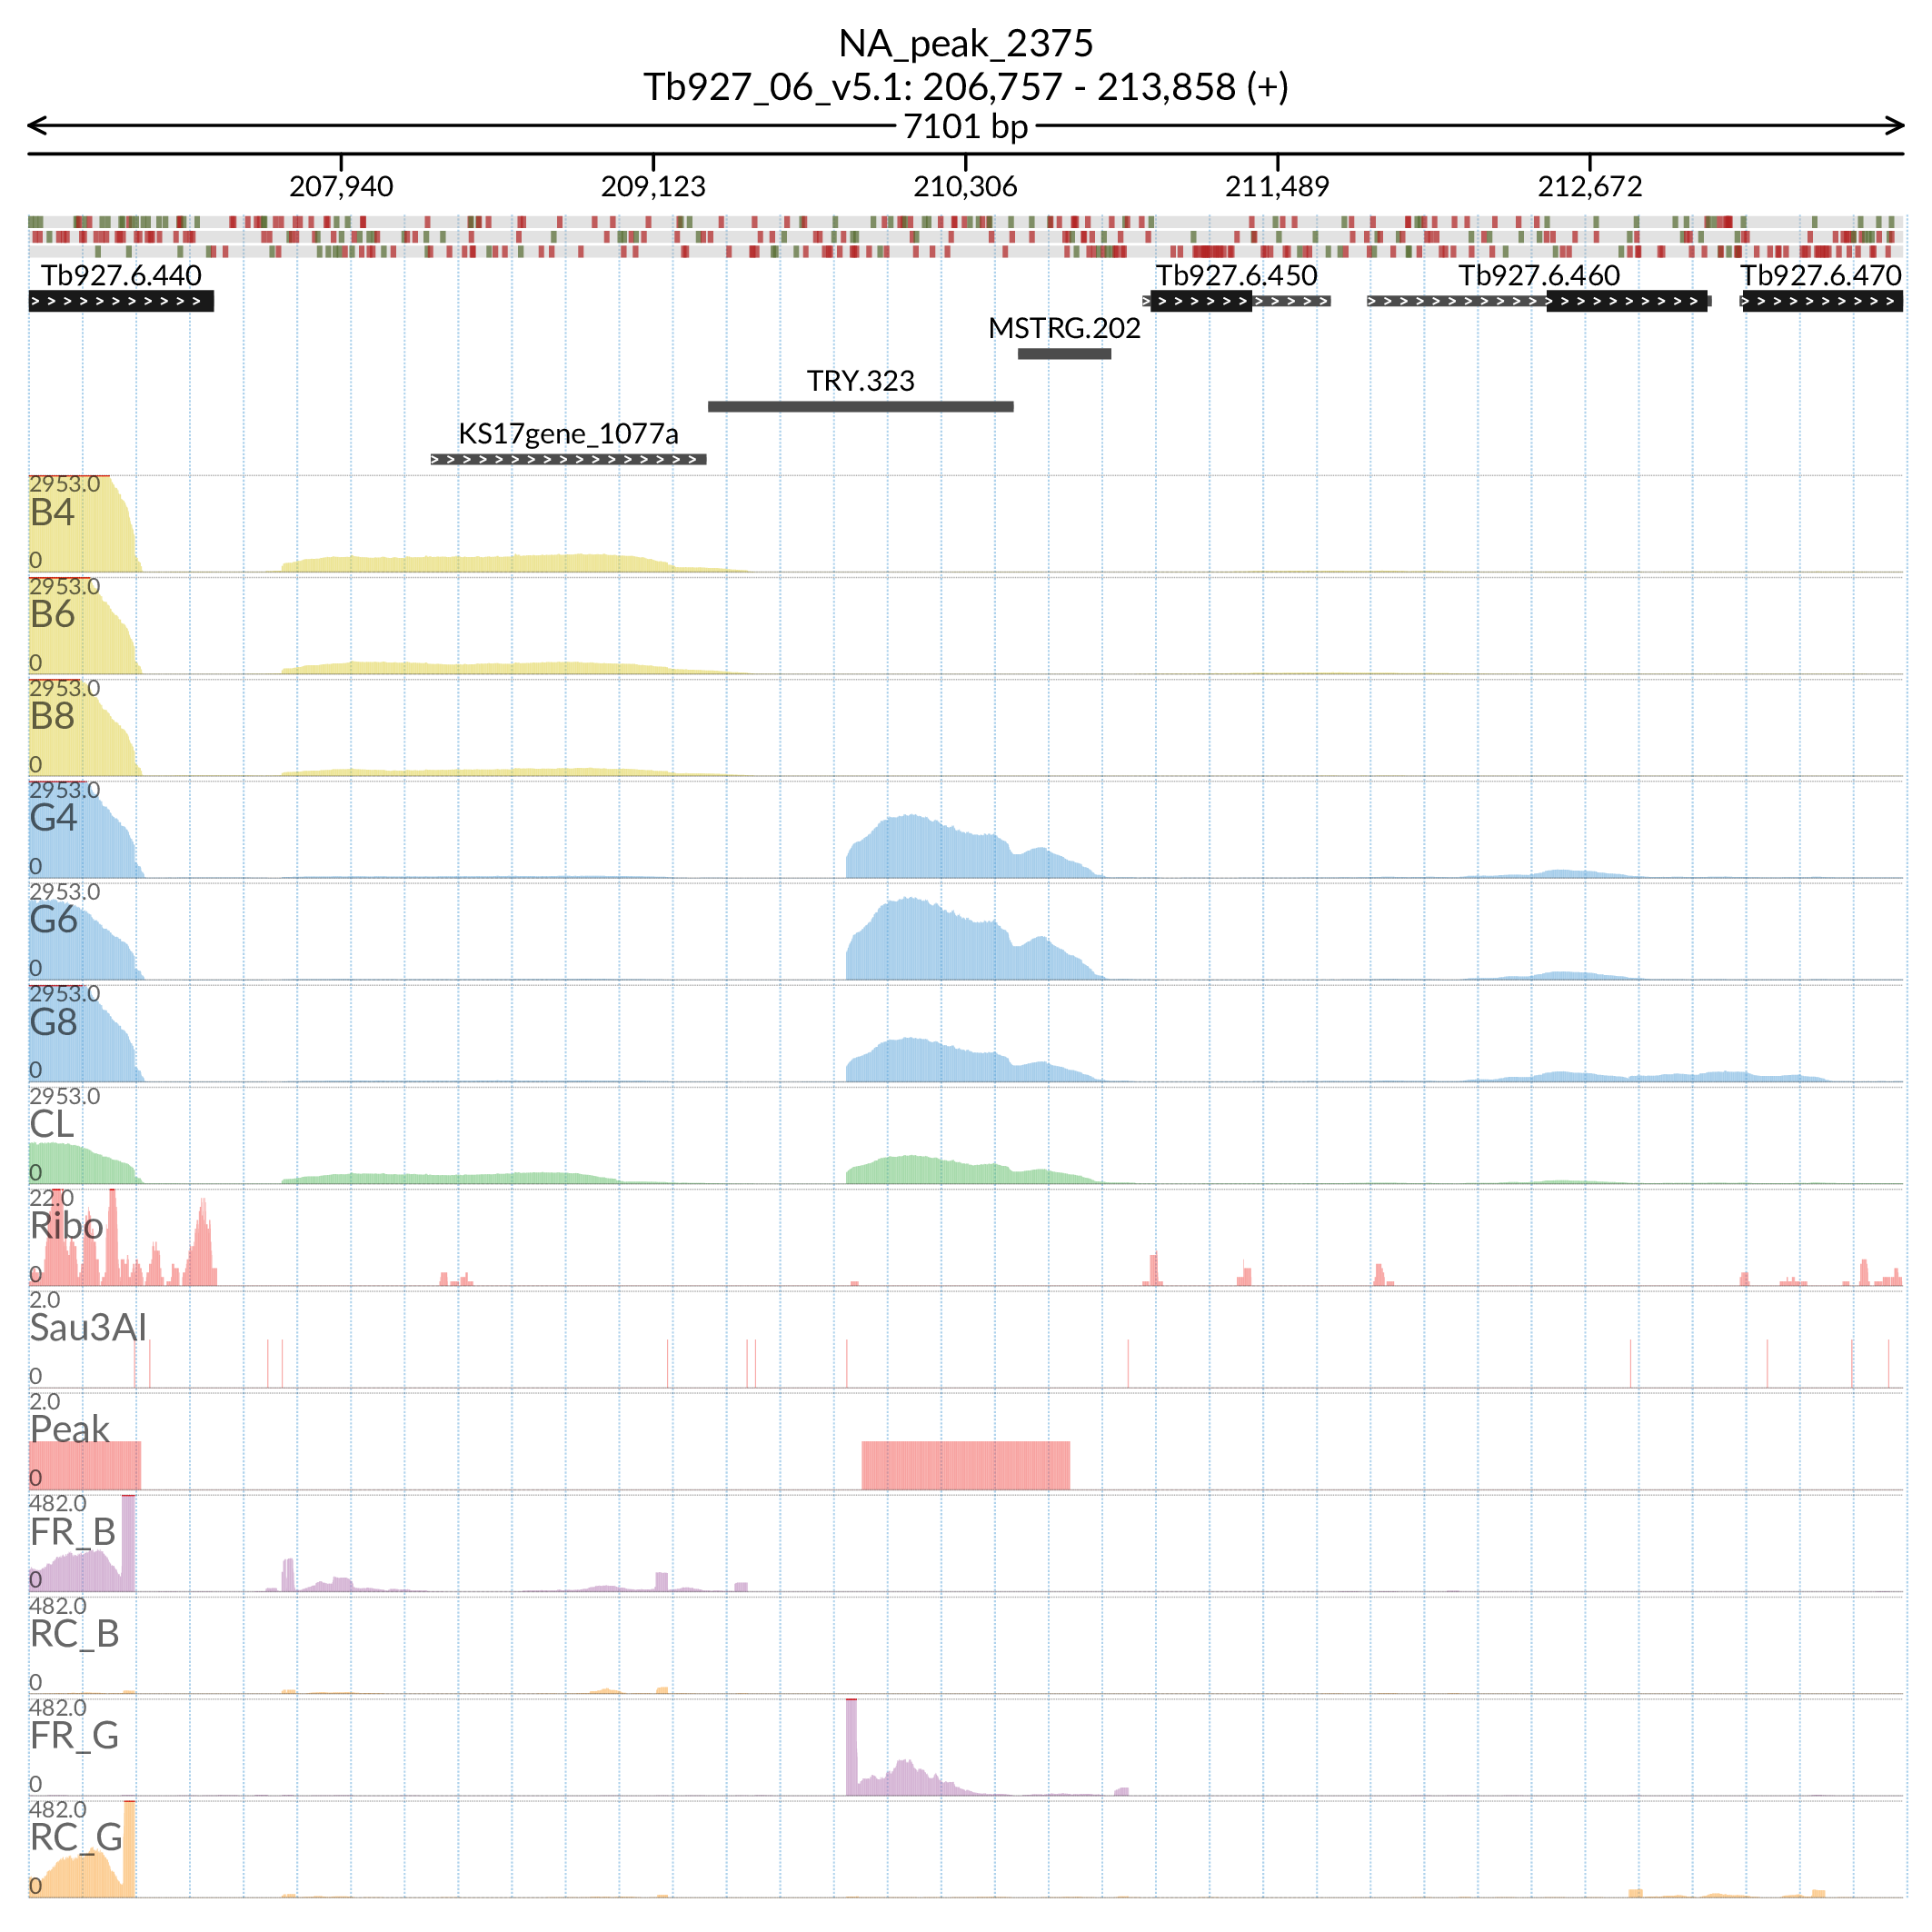 NA_peak_2375
Tb927_06_v5.1: 206,757 - 213,858 (+)
7101 bp
207,940 209,123 210,306 211,489 212,672
Tb927.6.440 Tb927.6.450 Tb927.6.460 Tb927.6.470
MSTRG.202
TRY.323
KS17gene_1077a
2953.0
B4
0
2953.0
B6
0
2953.0
B8
0
2953.0
G4
0
2953.0
G6
0
2953.0
G8
0
2953.0
CL
0
22.0
Ribo
0
2.0
Sau3AI
0
2.0
Peak
0
482.0
FR_B
0
482.0
RC_B
0
482.0
FR_G
0
482.0
RC_G
0